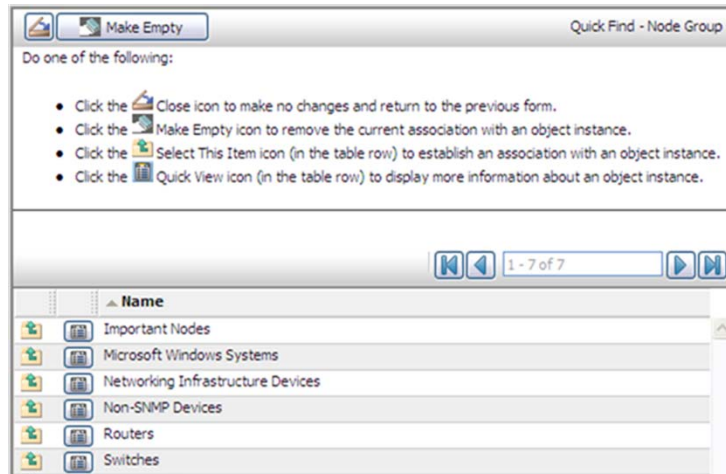 Make Empty
Quick Find - Node Group
Do one of the following:
• Click the Close icon to make no changes and return to the previous form.
• Click the Make Empty icon to remove the current association with an object instance.
• Click the Select This Item icon (in the table row) to establish an association with an object instance.
• Click the Quick View icon (in the table row) to display more information about an object instance.
1 - 7 of 7
Name
Important Nodes
Microsoft Windows Systems
Networking Infrastructure Devices
Non-SNMP Devices
Routers
Switches